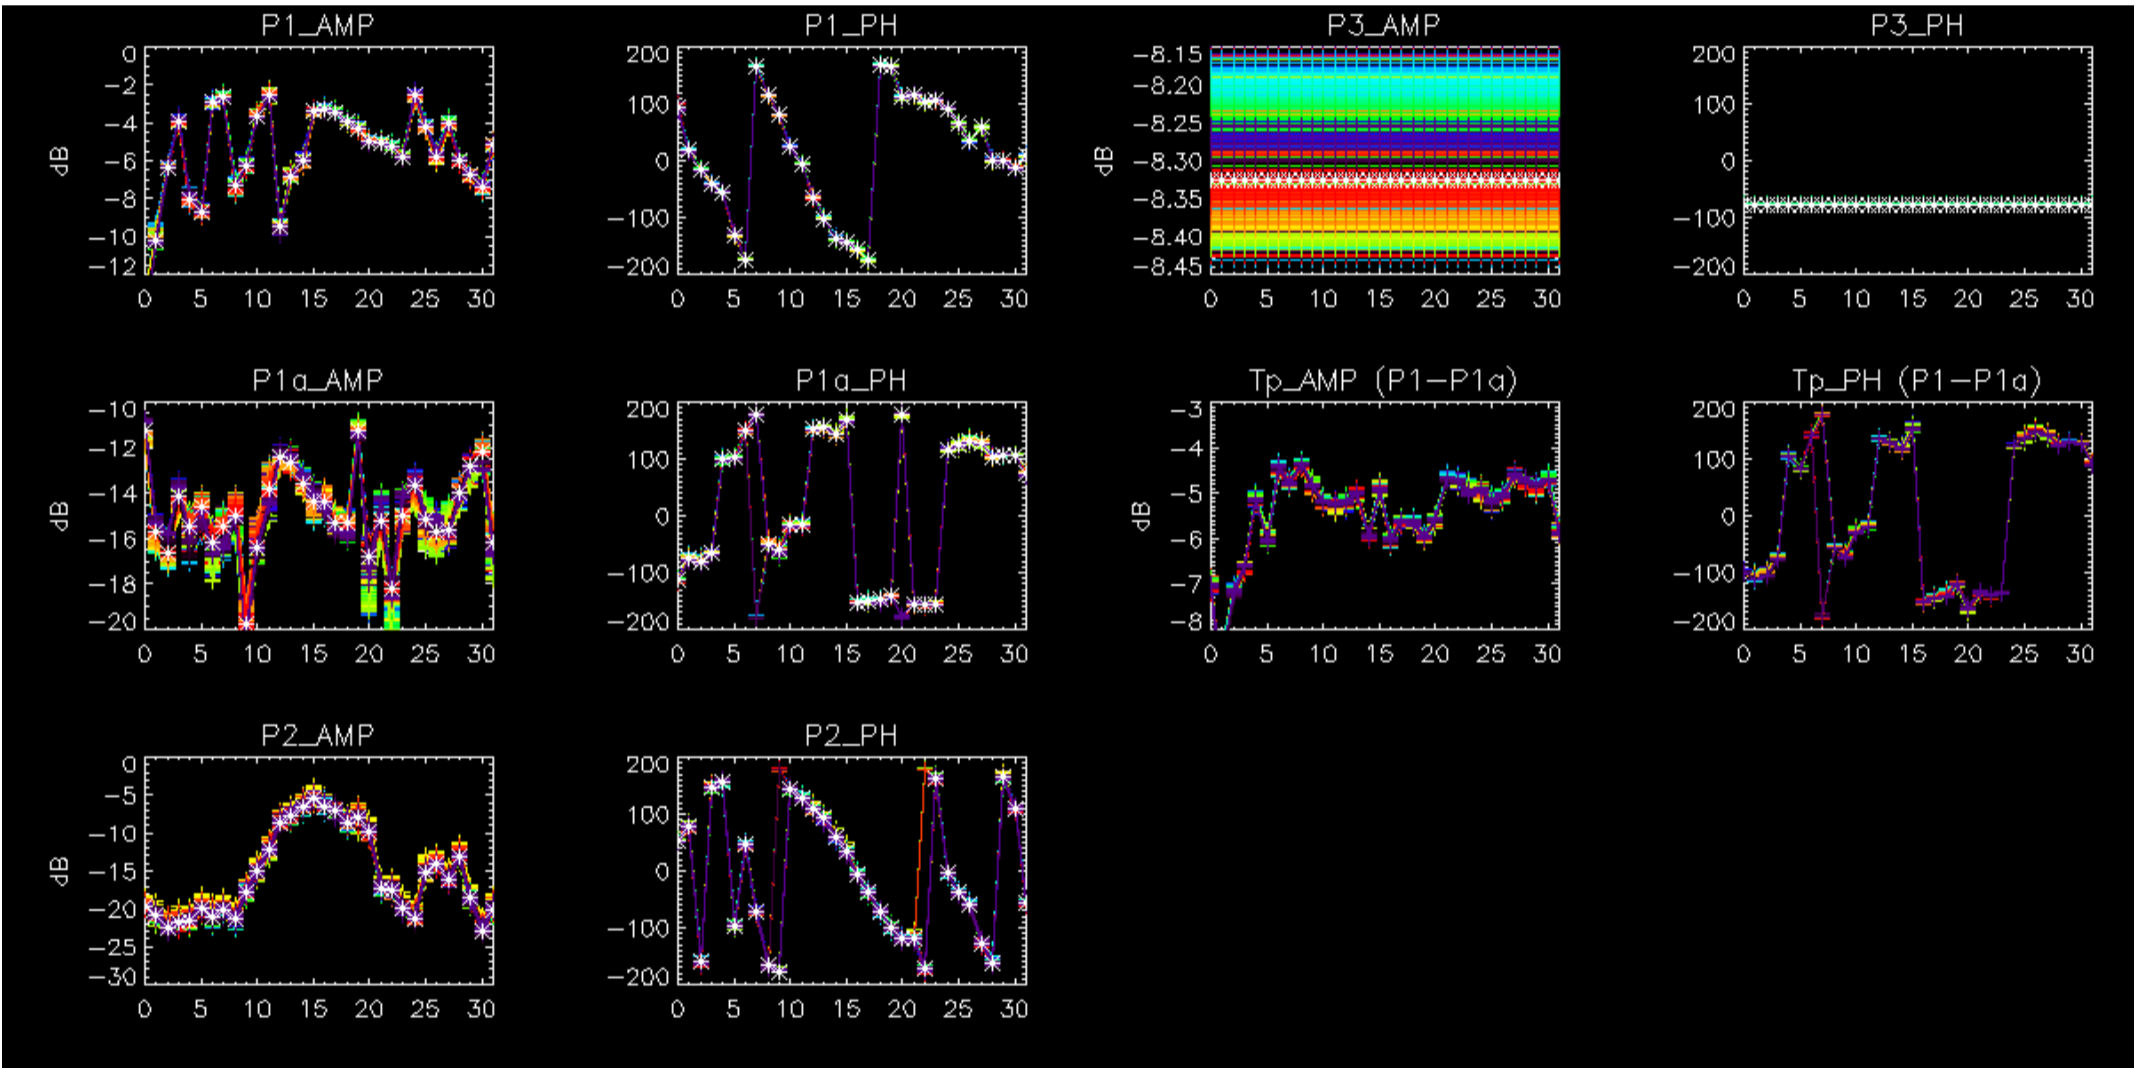 P1_AMP
dB
0
−2
−4
−6
−8
−10
−12
0 5 10 15 20 25 30
P1_PH
200
100
0
−100
−200
0 5 10 15 20 25 30
P3_AMP
dB
−8.15
−8.20
−8.25
−8.30
−8.35
−8.40
−8.45
0 5 10 15 20 25 30
P3_PH
200
100
0
−100
−200
0 5 10 15 20 25 30
P1a_AMP
dB
−10
−12
−14
−16
−18
−20
0 5 10 15 20 25 30
P1a_PH
200
100
0
−100
−200
0 5 10 15 20 25 30
Tp_AMP (P1−P1a)
dB
−3
−4
−5
−6
−7
−8
0 5 10 15 20 25 30
Tp_PH (P1−P1a)
200
100
0
−100
−200
0 5 10 15 20 25 30
P2_AMP
dB
0
−5
−10
−15
−20
−25
−30
0 5 10 15 20 25 30
P2_PH
200
100
0
−100
−200
0 5 10 15 20 25 30